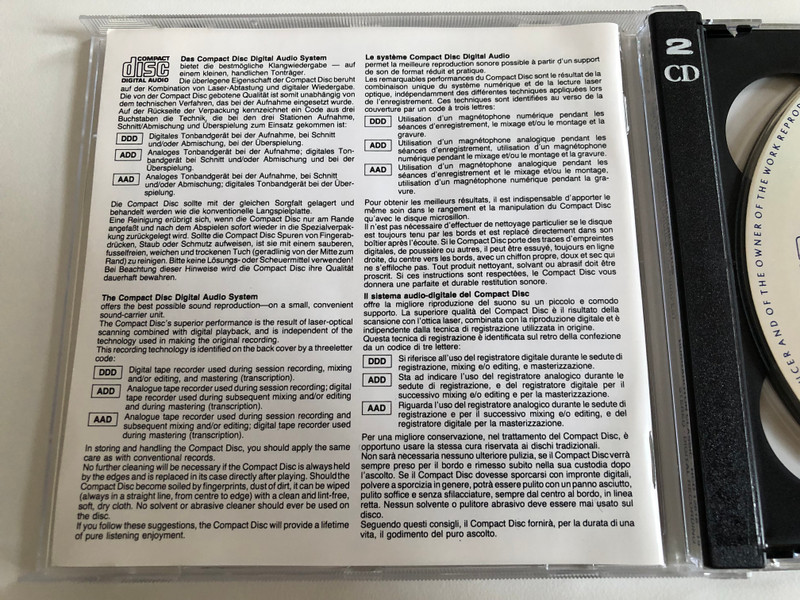 COMPACT
disc
DIGITAL AUDIO
Das Compact Disc Digital Audio System
bietet die bestmögliche Klangwiedergabe — auf
einem kleinen, handlichen Tonträger.
Die überlegene Eigenschaft der Compact Disc beruht
auf der Kombination von Laser-Abtastung und digitaler Wiedergabe.
Die von der Compact Disc gebotene Qualität ist somit unabhängig von
dem technischen Verfahren, das bei der Aufnahme eingesetzt wurde.
Auf der Rückseite der Verpackung kennzeichnet ein Code aus drei
Buchstaben die Technik, die bei den drei Stationen Aufnahme,
Schnitt/Abmischung und Überspielung zum Einsatz gekommen ist:
DDD Digitales Tonbandgerät bei der Aufnahme, bei Schnitt
und/oder Abmischung, bei der Überspielung.
ADD Analoges Tonbandgerät bei der Aufnahme; digitales Ton-
bandgerät bei Schnitt und/oder Abmischung und bei der
Überspielung.
AAD Analoges Tonbandgerät bei der Aufnahme, bei Schnitt
und/oder Abmischung; digitales Tonbandgerät bei der Über-
spielung.
Die Compact Disc sollte mit der gleichen Sorgfalt gelagert und
behandelt werden wie die konventionelle Langspielplatte.
Eine Reinigung erübrigt sich, wenn die Compact Disc nur am Rande
angefaßt und nach dem Abspielen sofort wieder in die Spezialverpak-
kung zurückgelegt wird. Sollte die Compact Disc Spuren von Fingerab-
drücken, Staub oder Schmutz aufweisen, ist sie mit einem sauberen,
fusselfreien, weichen und trockenen Tuch (geradlinig von der Mitte zum
Rand) zu reinigen. Bitte keine Lösungs- oder Scheuermittel verwenden!
Bei Beachtung dieser Hinweise wird die Compact Disc ihre Qualität
dauerhaft bewahren.
The Compact Disc Digital Audio System
offers the best possible sound reproduction—on a small, convenient
sound-carrier unit.
The Compact Disc's superior performance is the result of laser-optical
scanning combined with digital playback, and is independent of the
technology used in making the original recording.
This recording technology is identified on the back cover by a threeletter
code:
DDD Digital tape recorder used during session recording, mixing
and/or editing, and mastering (transcription).
ADD Analogue tape recorder used during session recording; digital
tape recorder used during subsequent mixing and/or editing
and during mastering (transcription).
AAD Analogue tape recorder used during session recording and
subsequent mixing and/or editing; digital tape recorder used
during mastering (transcription).
In storing and handling the Compact Disc, you should apply the same
care as with conventional records.
No further cleaning will be necessary if the Compact Disc is always held
by the edges and is replaced in its case directly after playing. Should the
Compact Disc become soiled by fingerprints, dust of dirt, it can be wiped
(always in a straight line, from centre to edge) with a clean and lint-free,
soft, dry cloth. No solvent or abrasive cleaner should ever be used on
the disc.
If you follow these suggestions, the Compact Disc will provide a lifetime
of pure listening enjoyment.
Le système Compact Disc Digital Audio
permet la meilleure reproduction sonore possible à partir d'un support
de son de format réduit et pratique.
Les remarquables performances du Compact Disc sont le résultat de la
combinaison unique du système numérique et de la lecture laser
optique, indépendamment des différentes techniques appliquées lors
de l'enregistrement. Ces techniques sont identifiées au verso de la
couverture par un code à trois lettres:
DDD Utilisation d'un magnétophone numérique pendant les
séances d'enregistrement, le mixage et/ou le montage et la
gravure.
ADD Utilisation d'un magnétophone analogique pendant les
séances d'enregistrement, utilisation d'un magnétophone
numérique pendant le mixage et/ou le montage et la gravure.
AAD Utilisation d'un magnétophone analogique pendant les
séances d'enregistrement et le mixage et/ou le montage,
utilisation d'un magnétophone numérique pendant la gra-
vure.
Pour obtenir les meilleurs résultats, il est indispensable d'apporter le
même soin dans le rangement et la manipulation du Compact Disc
qu'avec le disque microsillon.
Il n'est pas nécessaire d'effectuer de nettoyage particulier si le disque
est toujours tenu par les bords et est replacé directement dans son
boîtier après l'écoute. Si le Compact Disc porte des traces d'empreintes
digitales, de poussière ou autres, il peut être essuyé, toujours en ligne
droite, du centre vers les bords, avec un chiffon propre, doux et sec qui
ne s'effiloche pas. Tout produit nettoyant, solvant ou abrasif doit être
proscrit. Si ces instructions sont respectées, le Compact Disc vous
donnera une parfaite et durable restitution sonore.
Il sistema audio-digitale del Compact Disc
offre la migliore riproduzione del suono su un piccolo e comodo
supporto. La superiore qualità del Compact Disc è il risultato della
scansione con l'ottica laser, combinata con la riproduzione digitale e è
indipendente dalla tecnica di registrazione utilizzata in origine.
Questa tecnica di registrazione è identificata sul retro della confezione
da un codice di tre lettere:
DDD Si riferisce all'uso del registratore digitale durante le sedute di
registrazione, mixing e/o editing, e masterizzazione.
ADD Sta ad indicare l'uso del registratore analogico durante le
sedute di registrazione, e del registratore digitale per il
successivo mixing e/o editing e per la masterizzazione.
AAD Riguarda l'uso del registratore analogico durante le sedute di
registrazione e per il successivo mixing e/o editing, e del
registratore digitale per la masterizzazione.
Per una migliore conservazione, nel trattamento del Compact Disc, è
opportuno usare la stessa cura riservata ai dischi tradizionali.
Non sarà necessaria nessuna ulteriore pulizia, se il Compact Disc verrà
sempre preso per il bordo e rimesso subito nella sua custodia dopo
l'ascolto. Se il Compact Disc dovesse sporcarsi con impronte digitali,
polvere a sporcizia in genere, potrà essere pulito con un panno asciutto,
pulito soffice e senza sfilacciature, sempre dal centro al bordo, in linea
retta. Nessun solvente o pulitore abrasivo deve essere mai usato sul
disco.
Seguendo questi consigli, il Compact Disc fornirà, per la durata di una
vita, il godimento del puro ascolto.
2
CD
AND OF THE OWNER OF THE WORK